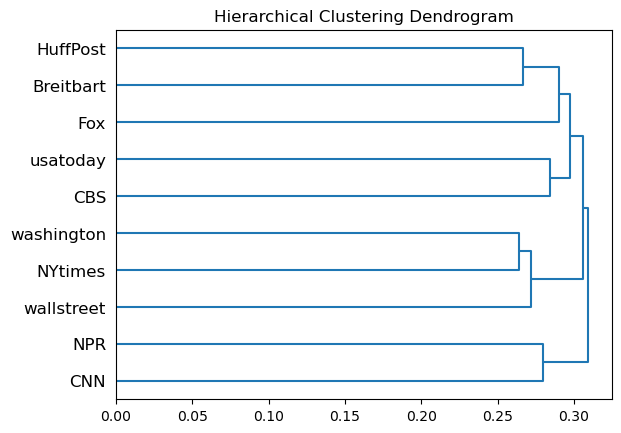 Hierarchical Clustering Dendrogram
HuffPost
Breitbart
Fox
usatoday
CBS
washington
NYtimes
wallstreet
NPR
CNN
0.00 0.05 0.10 0.15 0.20 0.25 0.30